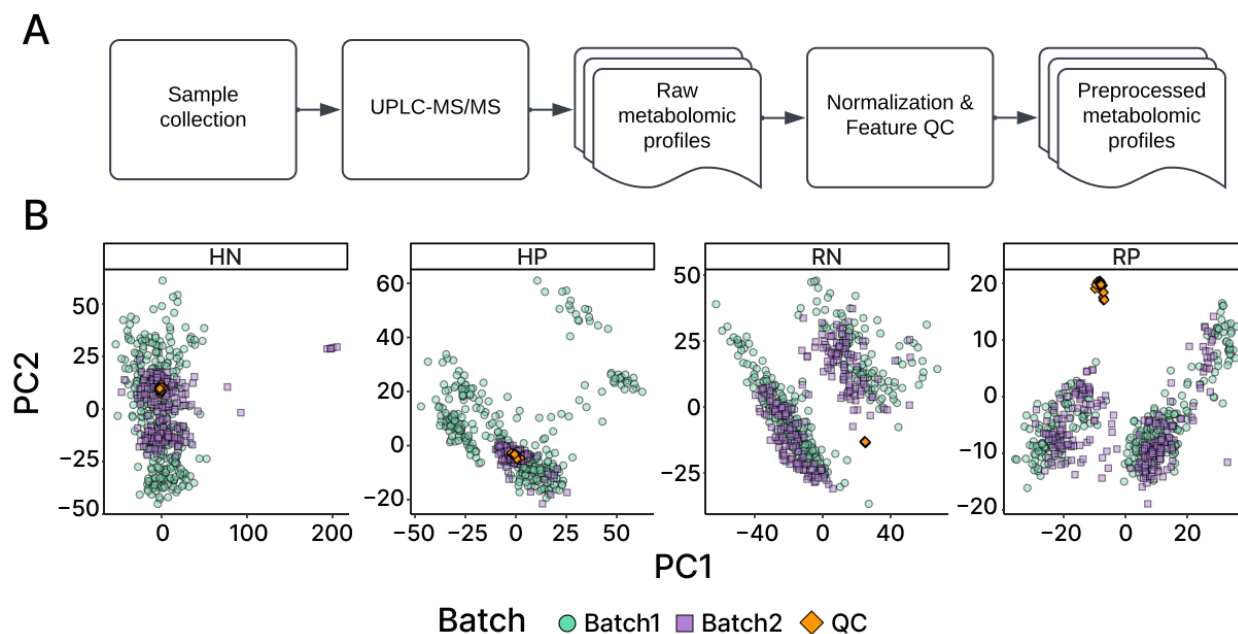 A
Sample
collection
UPLC-MS/MS
Raw
metabolomic
profiles
Normalization &
Feature QC
Preprocessed
metabolomic
profiles
B
HN
HP
RN
RP
PC2
50
25
0
−25
−50
0
100
200
60
40
20
0
−20
−50
−25
0
25
50
50
25
0
−25
−40
0
40
20
10
0
−10
−20
−20
0
20
PC1
Batch
Batch1
Batch2
QC